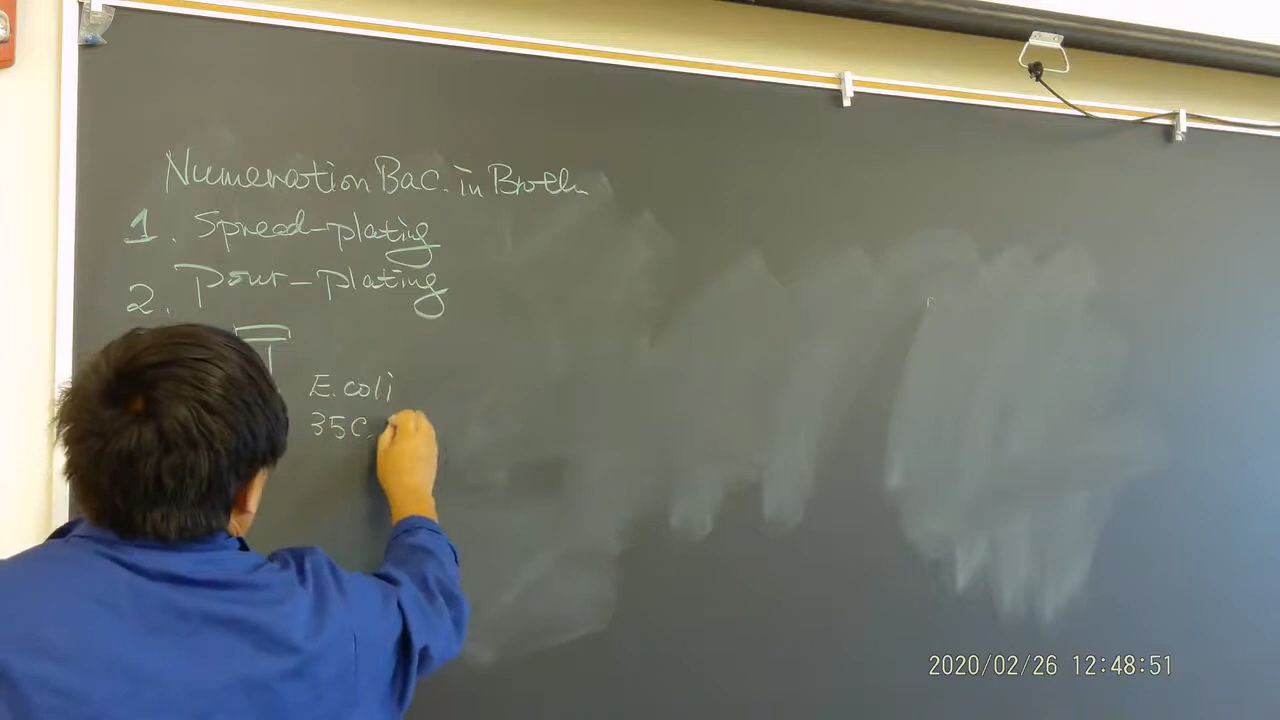 Numeration Bac. in Broth
1. Spread-plating
2. Pour-plating
E. coli
35C.
2020/02/26 12:48:51